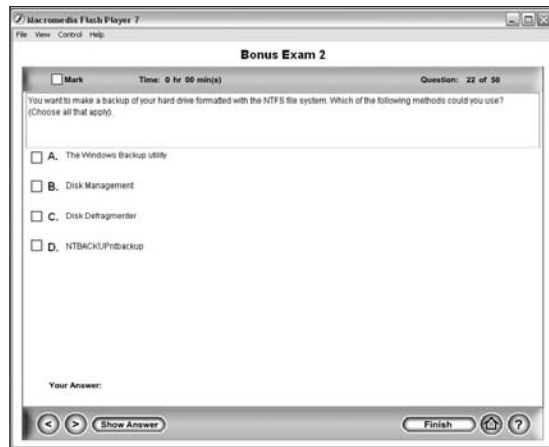 Macromedia Flash Player 7
File View Control Help
Bonus Exam 2
Mark Time: 0 hr 00 min(s) Question: 22 of 50
You want to make a backup of your hard drive formatted with the NTFS file system. Which of the following methods could you use?
(Choose all that apply).
A. The Windows Backup utility
B. Disk Management
C. Disk Defragmenter
D. NTBACKUPntbackup
Your Answer:
< > Show Answer Finish ?